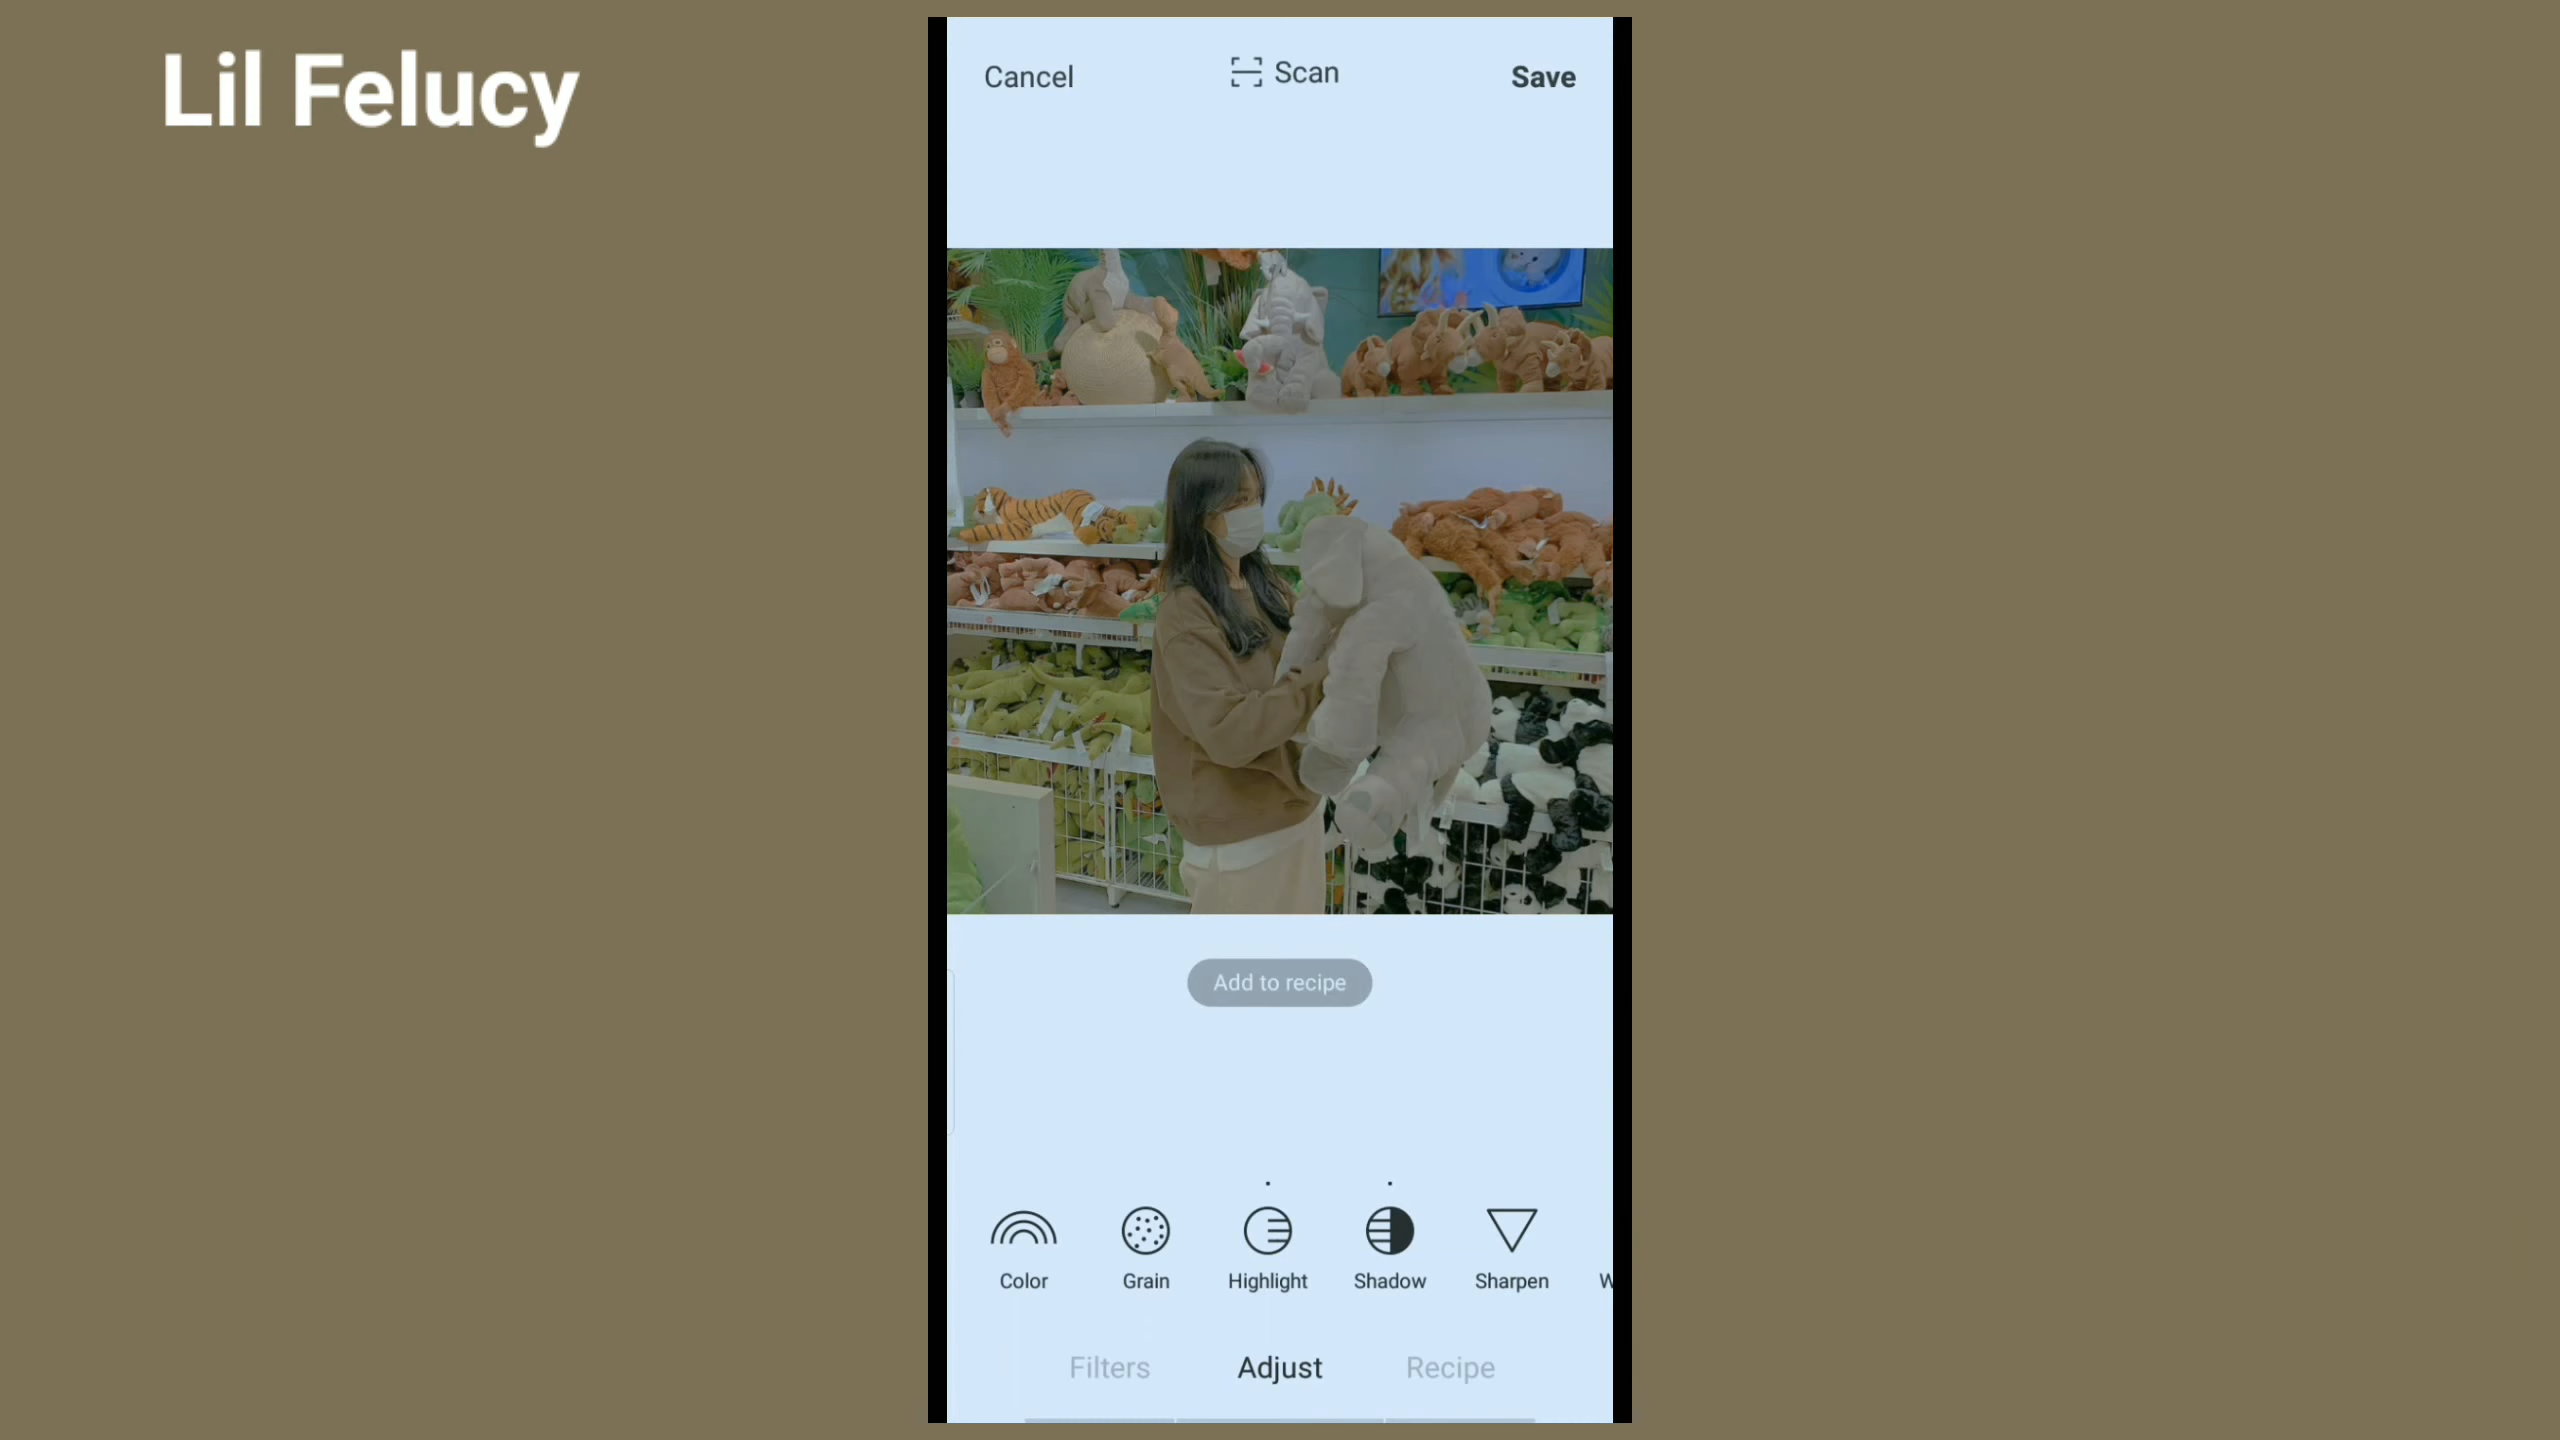 Lil Felucy
Cancel
Scan
Save
Add to recipe
Color
Grain
Highlight
Shadow
Sharpen
W
Filters
Adjust
Recipe